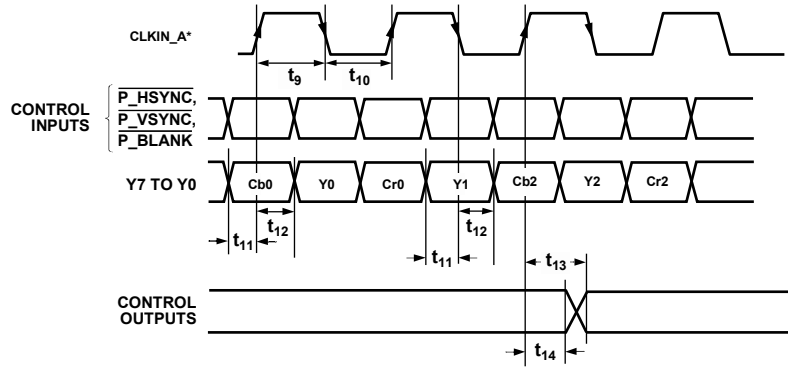 CLKIN_A*
t9
t10
CONTROL
INPUTS
P_HSYNC,
P_VSYNC,
P_BLANK
Y7 TO Y0
Cb0
Y0
Cr0
Y1
Cb2
Y2
Cr2
t12
t12
t11
t11
t13
CONTROL
OUTPUTS
t14